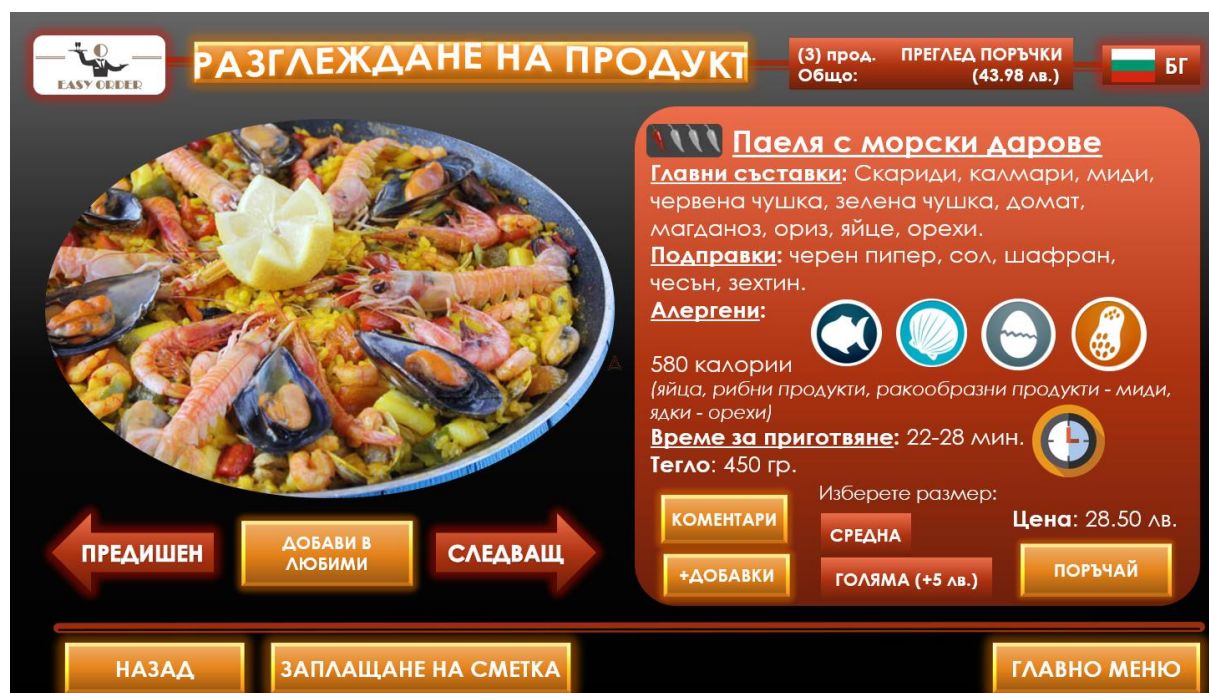 EASY ORDER
РАЗГЛЕЖДАНЕ НА ПРОДУКТ
(3) прод. ПРЕГЛЕД ПОРЪЧКИ
Общо: (43.98 лв.)
БГ
Паеля с морски дарове
Главни съставки: Скариди, калмари, миди,
червена чушка, зелена чушка, домат,
магданоз, ориз, яйце, орехи.
Подправки: черен пипер, сол, шафран,
чесън, зехтин.
Алергени:
580 калории
(яйца, рибни продукти, ракообразни продукти - миди,
ядки - орехи)
Време за приготвяне: 22-28 мин.
Тегло: 450 гр.
Изберете размер:
КОМЕНТАРИ
СРЕДНА
Цена: 28.50 лв.
+ДОБАВКИ
ГОЛЯМА (+5 лв.)
ПОРЪЧАЙ
ПРЕДИШЕН
ДОБАВИ В
ЛЮБИМИ
СЛЕДВАЩ
НАЗАД
ЗАПЛАЩАНЕ НА СМЕТКА
ГЛАВНО МЕНЮ